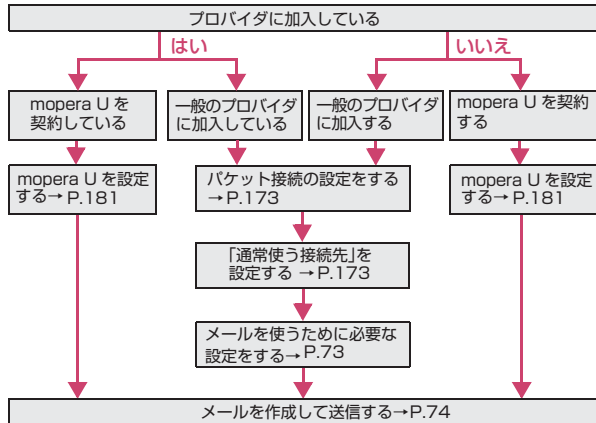 プロバイダに加入している
はい
いいえ
mopera U を
契約している
一般のプロバイダ
に加入している
一般のプロバイダ
に加入する
mopera U を契約
する
mopera U を設定
する→ P.181
パケット接続の設定をする
→P.173
mopera U を設定
する→P.181
「通常使う接続先」を
設定する →P.173
メールを使うために必要な
設定をする→P.73
メールを作成して送信する→P.74